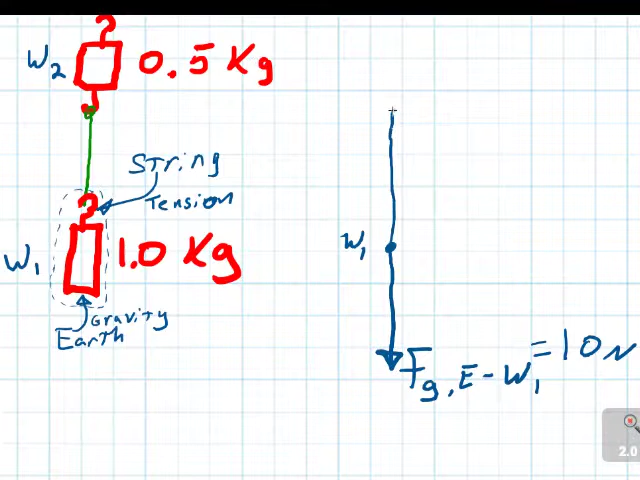 W2 0.5 Kg
String
Tension
W1 1.0 Kg
Gravity
Earth
W1
Fg, E-W1 = 10N
2.0